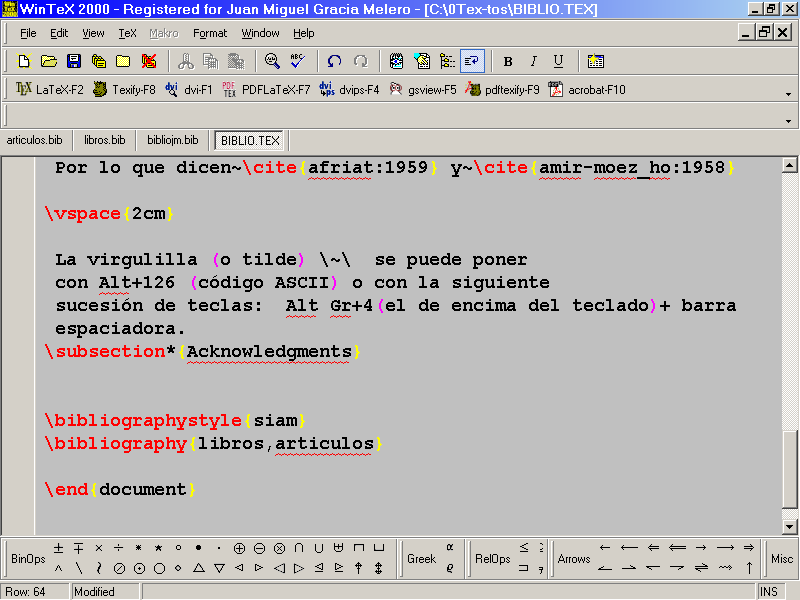 WinTeX 2000 - Registered for Juan Miguel Gracia Melero - [C:\0Tex-tos\BIBLIO.TEX]
File Edit View TeX Makro Format Window Help
B I U
LaTeX-F2 Texify-F8 dvi-F1 PDFLaTeX-F7 dvips-F4 gsview-F5 pdftexify-F9 acrobat-F10
articulos.bib libros.bib bibliojm.bib BIBLIO.TEX
Por lo que dicen~\cite{afriat:1959} y~\cite{amir-moez_ho:1958}
\vspace{2cm}
La virgulilla (o tilde) \~\ se puede poner
con Alt+126 (código ASCII) o con la siguiente
sucesión de teclas: Alt Gr+4(el de encima del teclado)+ barra
espaciadora.
\subsection*{Acknowledgments}
\bibliographystyle{siam}
\bibliography{libros,articulos}
\end{document}
BinOps Greek RelOps Arrows Misc
Row: 64 Modified INS